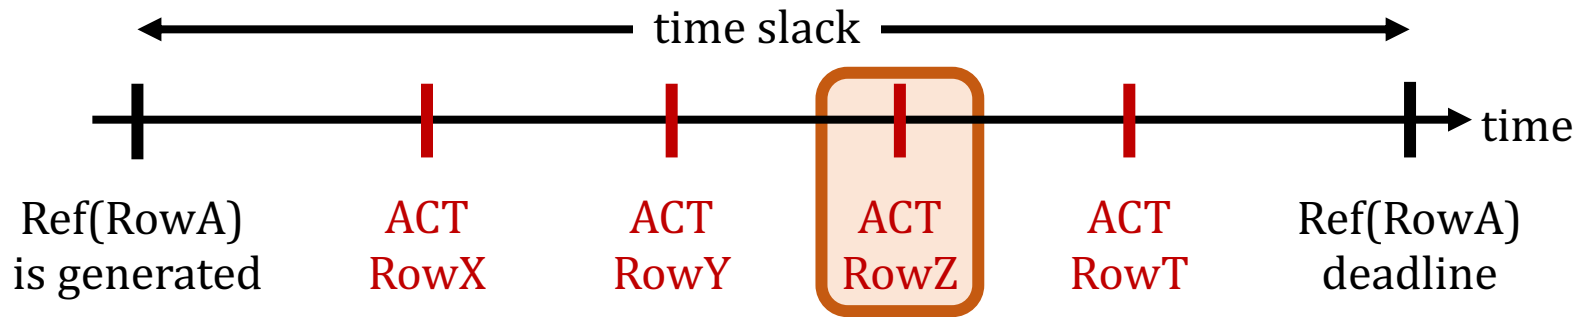 time slack
time
Ref(RowA)
is generated
ACT
RowX
ACT
RowY
ACT
RowZ
ACT
RowT
Ref(RowA)
deadline